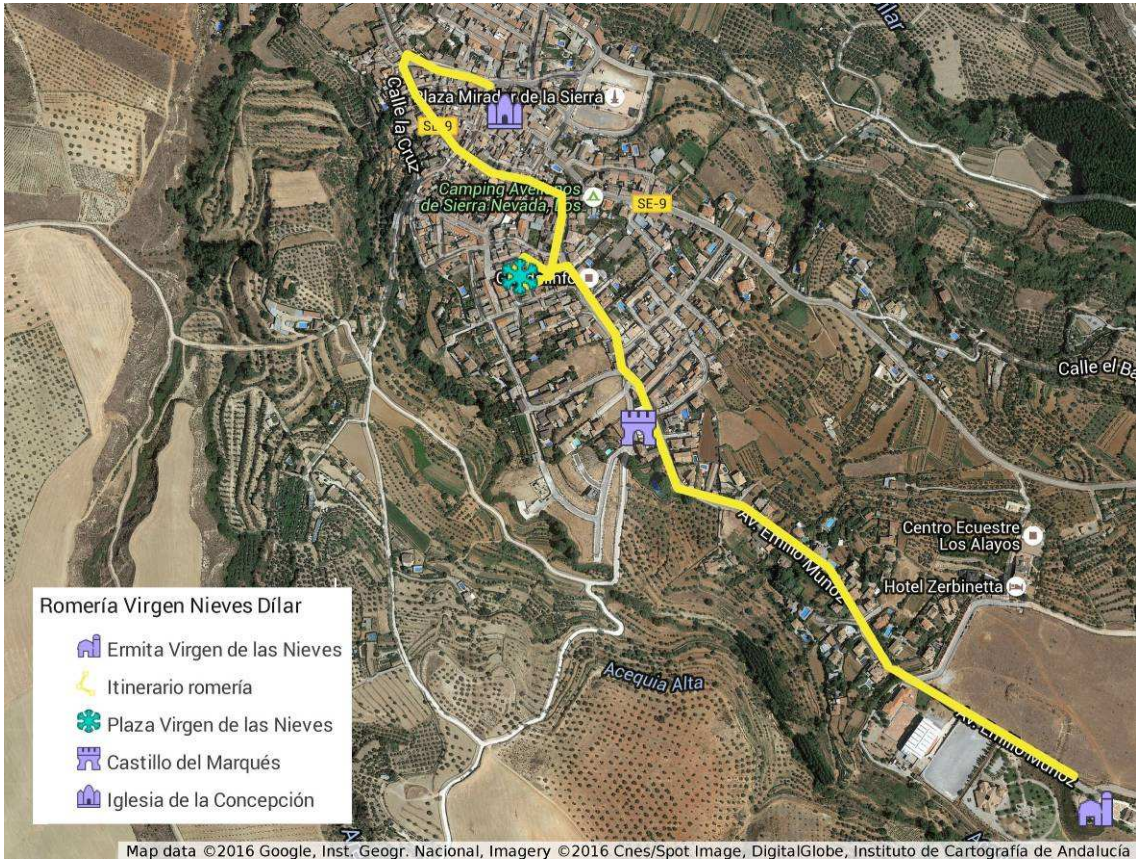 Plaza Mirador de la Sierra
Calle la Cruz
SE-9
Camping Avellanos
de Sierra Nevada, Los
SE-9
Calle el Ba
Av. Emilio Muñoz
Centro Ecuestre
Los Alayos
Hotel Zerbinetta
Acequia Alta
Av. Emilio Muñoz
Romería Virgen Nieves Dílar
Ermita Virgen de las Nieves
Itinerario romería
Plaza Virgen de las Nieves
Castillo del Marqués
Iglesia de la Concepción
Map data ©2016 Google, Inst. Geogr. Nacional, Imagery ©2016 Cnes/Spot Image, DigitalGlobe, Instituto de Cartografía de Andalucía